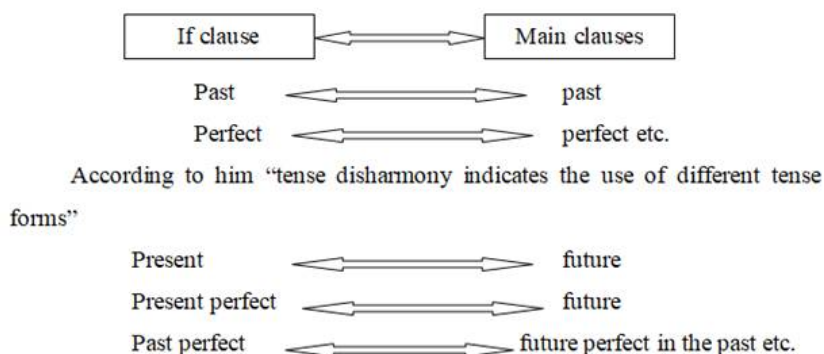 If clause Main clauses
Past past
Perfect perfect etc.
According to him “tense disharmony indicates the use of different tense
forms”
Present future
Present perfect future
Past perfect future perfect in the past etc.